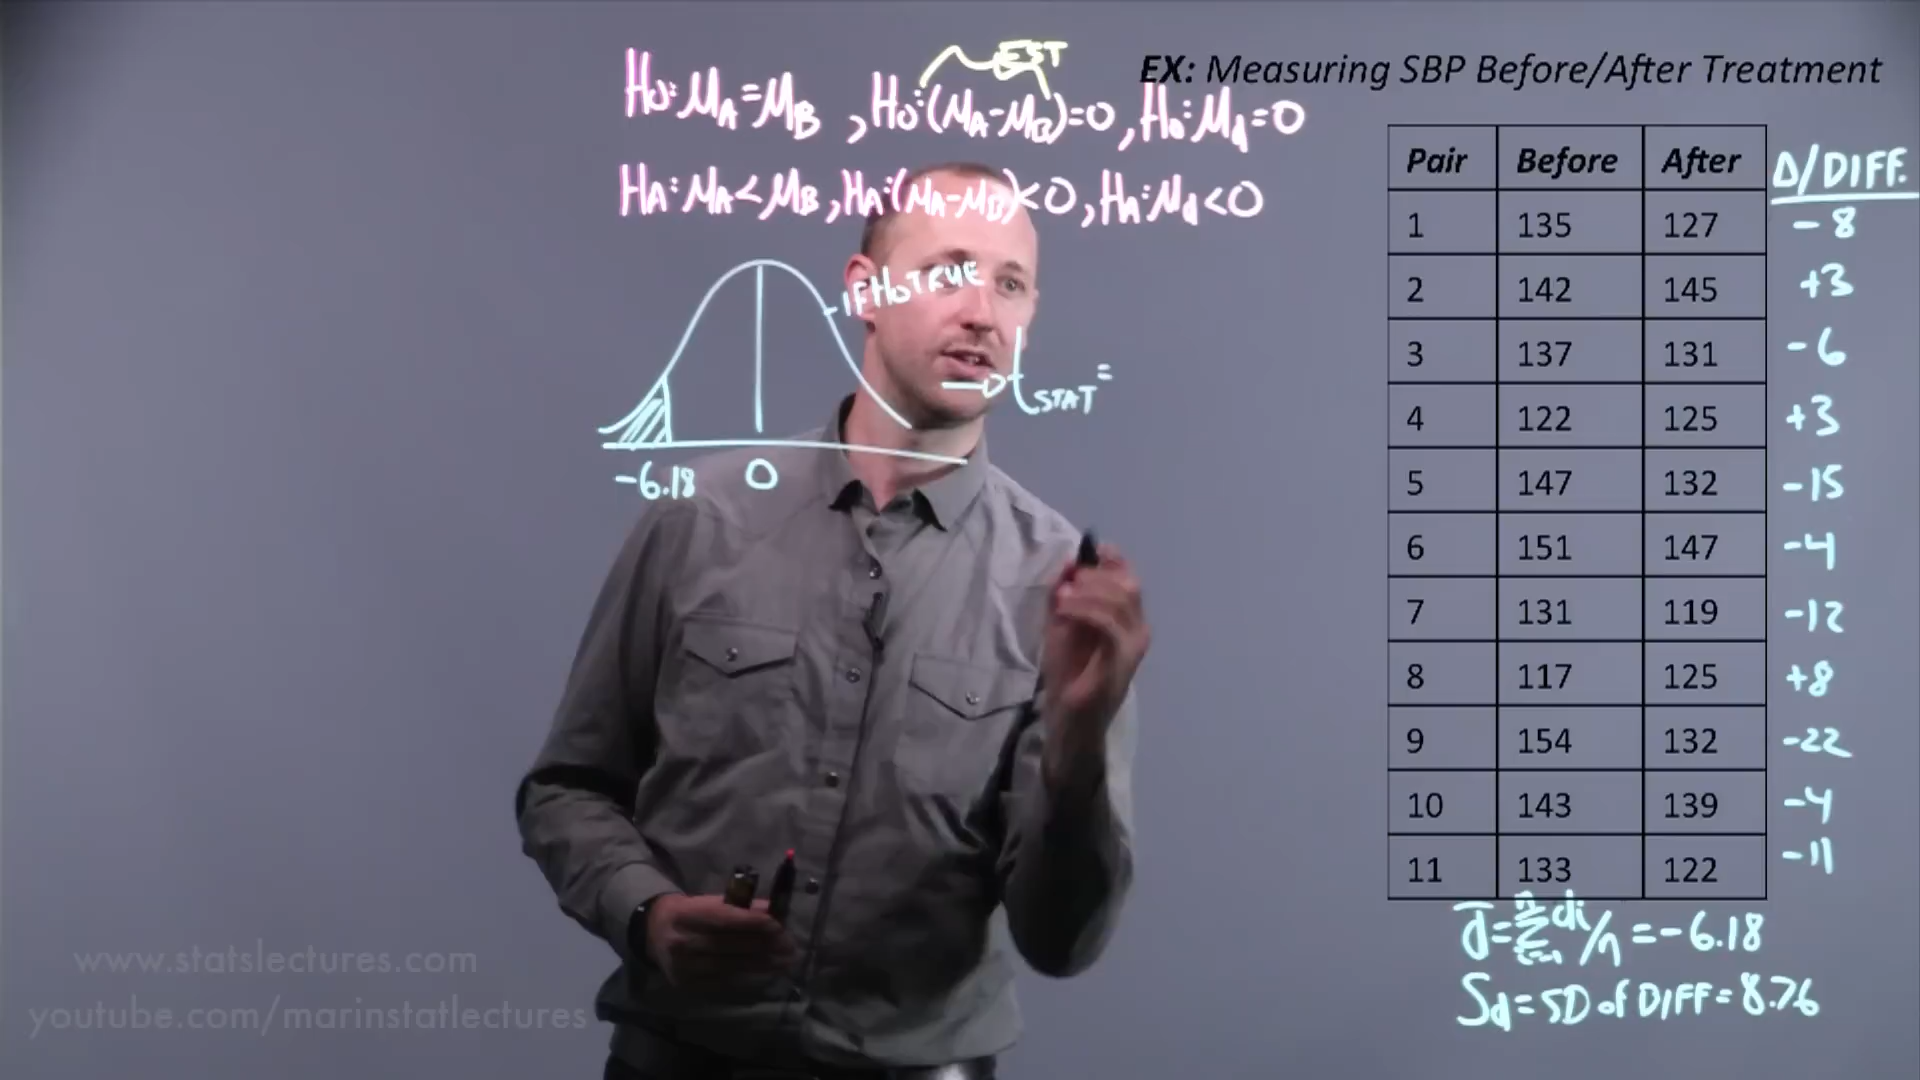 EX: Measuring SBP Before/After Treatment
EST
H₀: μA=μB , H₀:(μA-μB)=0 , H₀: μd=0
HA: μA<μB , HA:(μA-μB)<0 , HA: μd<0
IF H₀ TRUE
tSTAT =
-6.18 0
Pair Before After Δ/DIFF.
1 135 127 -8
2 142 145 +3
3 137 131 -6
4 122 125 +3
5 147 132 -15
6 151 147 -4
7 131 119 -12
8 117 125 +8
9 154 132 -22
10 143 139 -4
11 133 122 -11
d̄=Σⁿi=1 di/n = -6.18
Sd = SD of DIFF = 8.76
www.statslectures.com
youtube.com/marinstatlectures